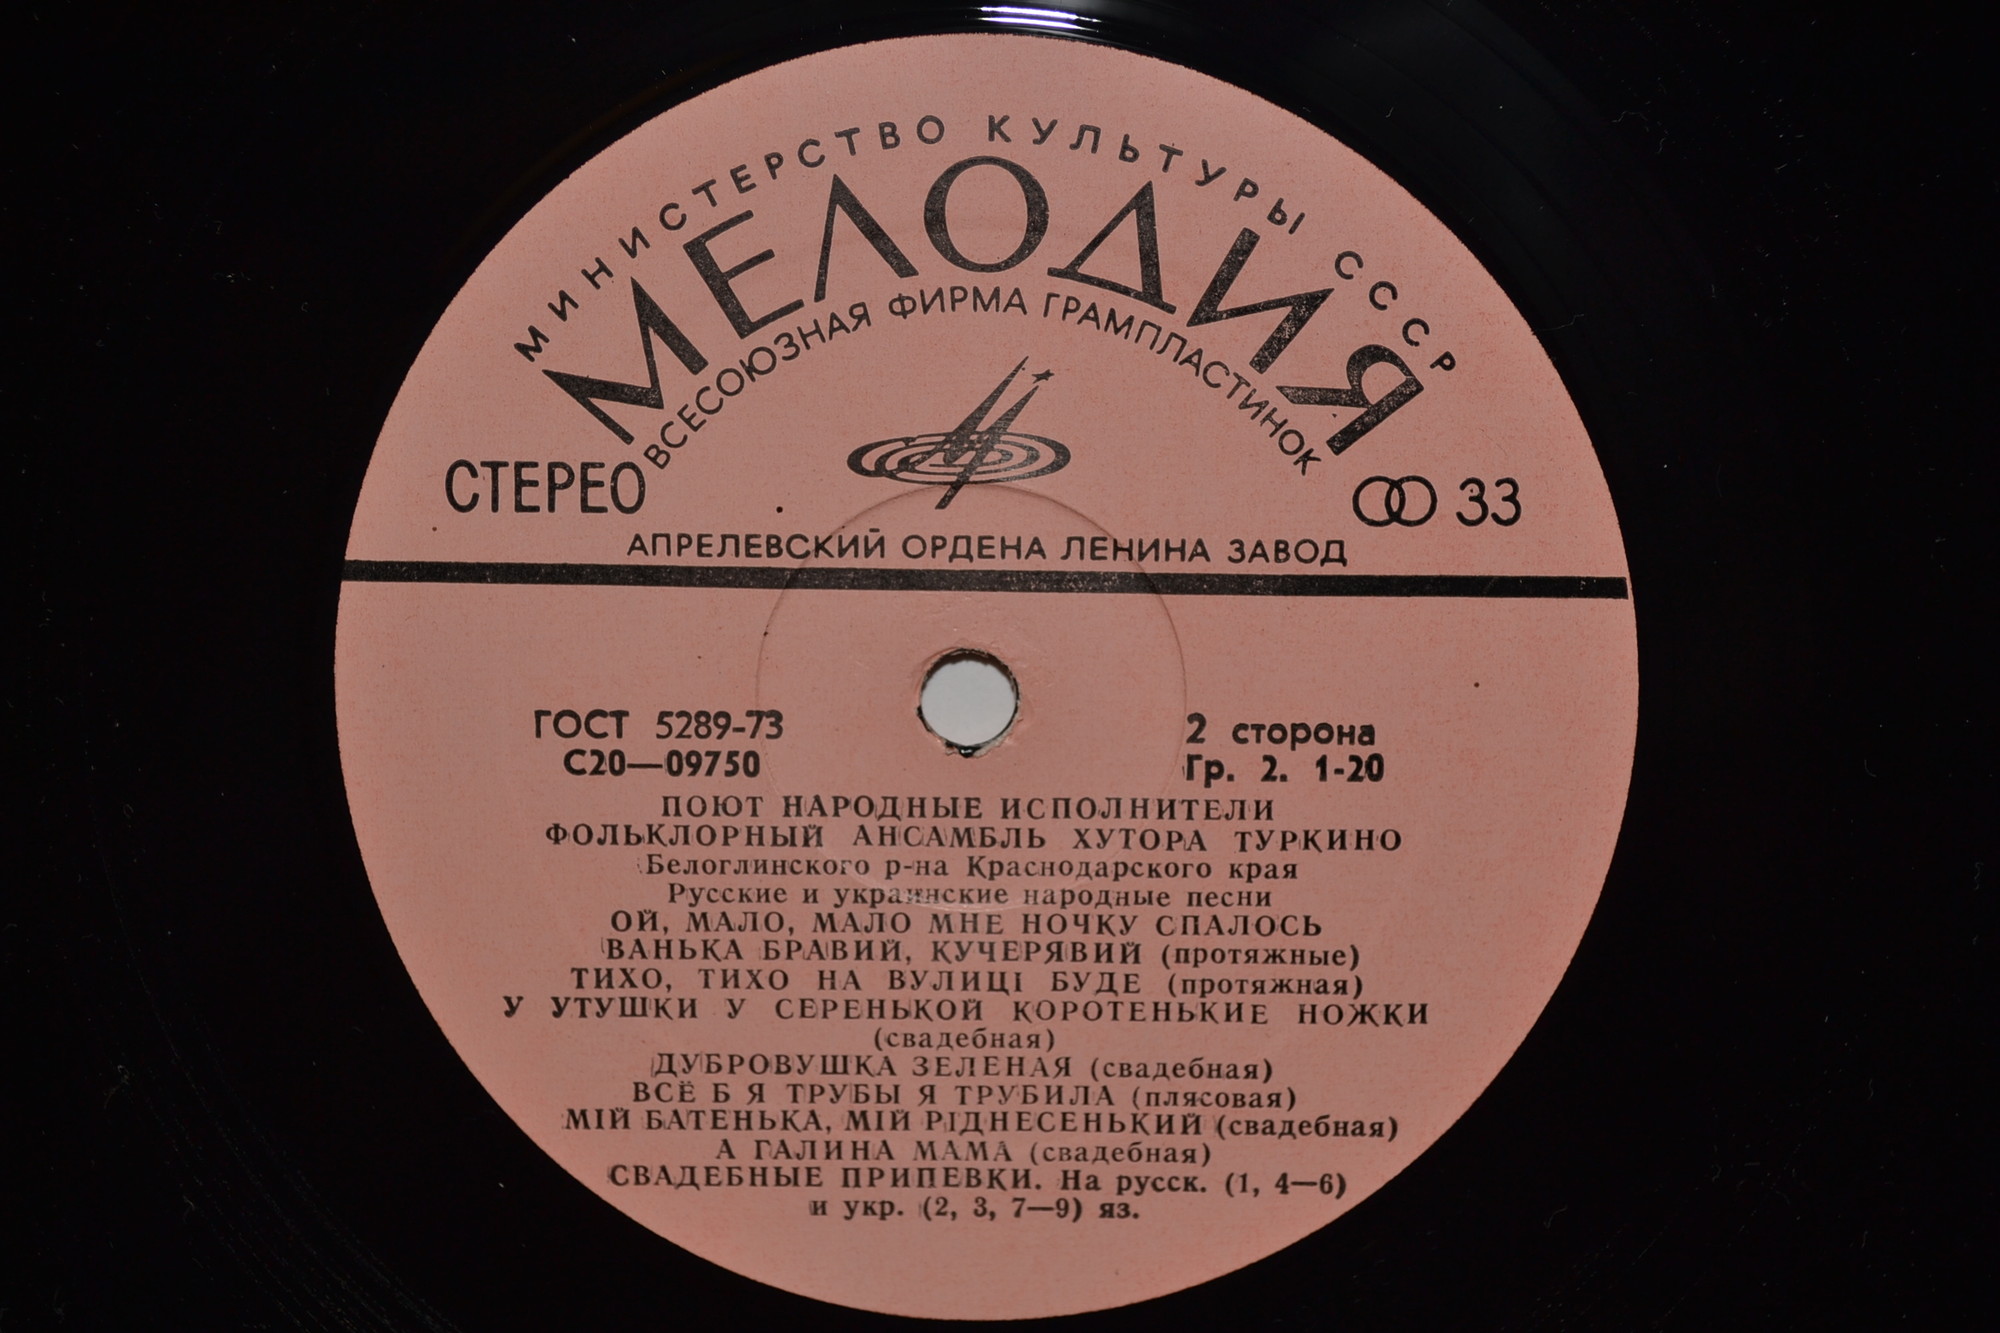 МИНИСТЕРСТВО КУЛЬТУРЫ СССР
МЕЛОДИЯ
ВСЕСОЮЗНАЯ ФИРМА ГРАМПЛАСТИНОК
СТЕРЕО
33
АПРЕЛЕВСКИЙ ОРДЕНА ЛЕНИНА ЗАВОД
ГОСТ 5289-73
С20—09750
2 сторона
Гр. 2. 1-20
ПОЮТ НАРОДНЫЕ ИСПОЛНИТЕЛИ
ФОЛЬКЛОРНЫЙ АНСАМБЛЬ ХУТОРА ТУРКИНО
Белоглинского р-на Краснодарского края
Русские и украинские народные песни
ОЙ, МАЛО, МАЛО МНЕ НОЧКУ СПАЛОСЬ
ВАНЬКА БРАВИЙ, КУЧЕРЯВИЙ (протяжные)
ТИХО, ТИХО НА ВУЛИЦІ БУДЕ (протяжная)
У УТУШКИ У СЕРЕНЬКОЙ КОРОТЕНЬКИЕ НОЖКИ
(свадебная)
ДУБРОВУШКА ЗЕЛЕНАЯ (свадебная)
ВСЁ Б Я ТРУБЫ Я ТРУБИЛА (плясовая)
МІЙ БАТЕНЬКА, МІЙ РІДНЕСЕНЬКИЙ (свадебная)
А ГАЛИНА МАМА (свадебная)
СВАДЕБНЫЕ ПРИПЕВКИ. На русск. (1, 4—6)
и укр. (2, 3, 7—9) яз.